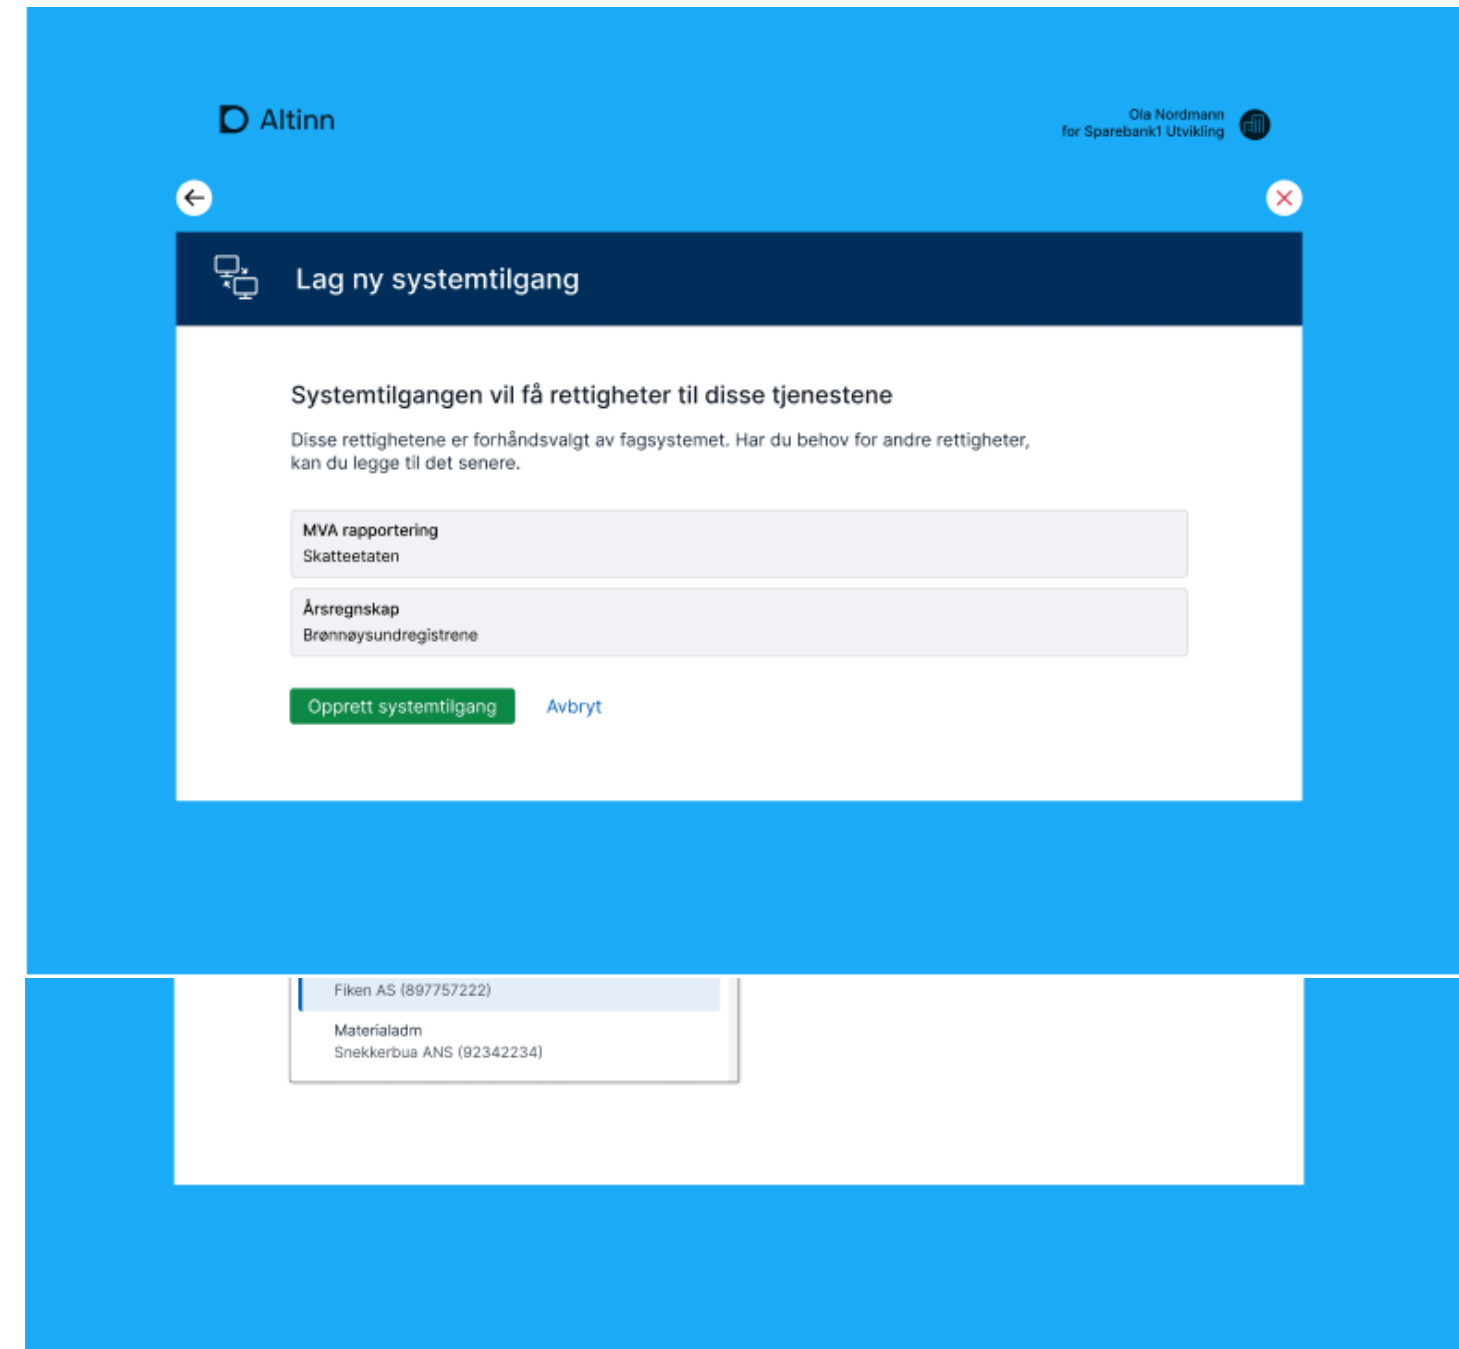 Altinn
Ola Nordmann
for Sparebank1 Utvikling
Lag ny systemtilgang
Systemtilgangen vil få rettigheter til disse tjenestene
Disse rettighetene er forhåndsvalgt av fagsystemet. Har du behov for andre rettigheter,
kan du legge til det senere.
MVA rapportering
Skatteetaten
Årsregnskap
Brønnøysundregistrene
Opprett systemtilgang
Avbryt
Fiken AS (897757222)
Materialadm
Snekkerbua ANS (92342234)